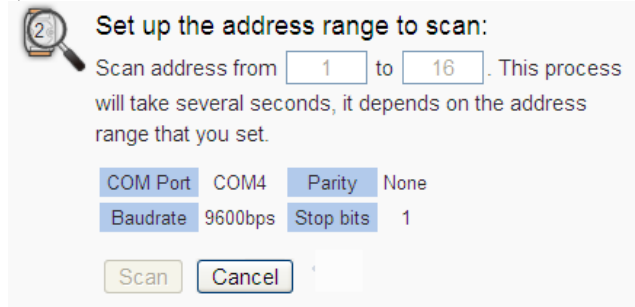 2
Set up the address range to scan:
Scan address from 1 to 16 . This process
will take several seconds, it depends on the address
range that you set.
COM Port COM4 Parity None
Baudrate 9600bps Stop bits 1
Scan Cancel